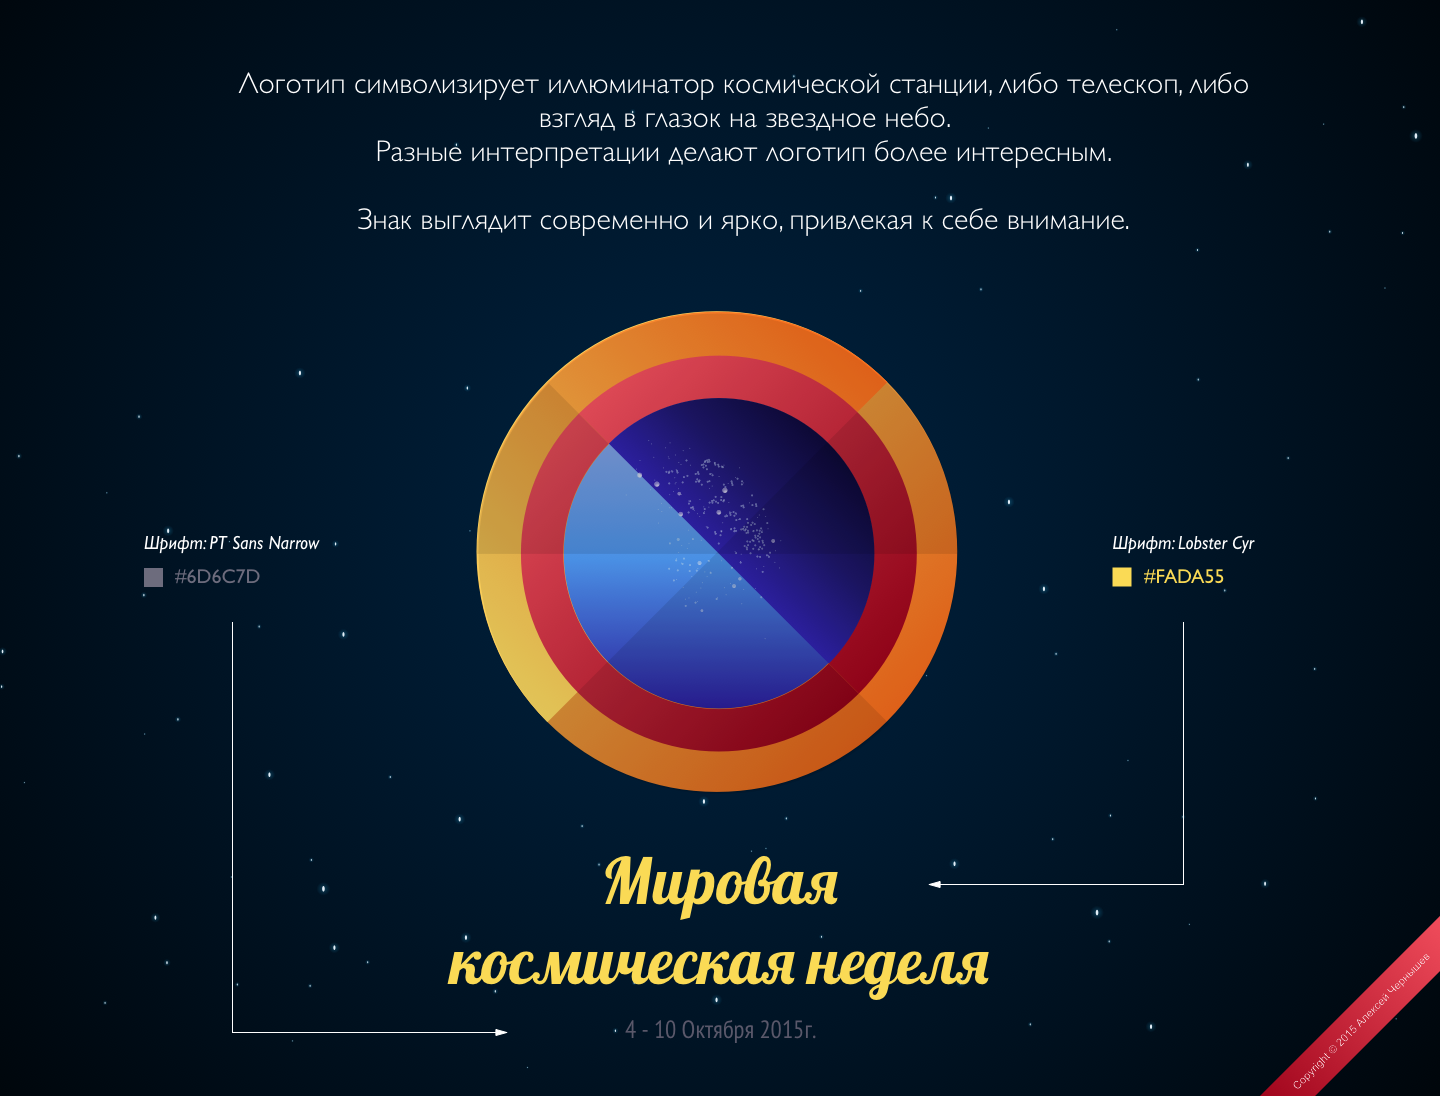 Логотип символизирует иллюминатор космической станции, либо телескоп, либо
взгляд в глазок на звездное небо.
Разные интерпретации делают логотип более интересным.
Знак выглядит современно и ярко, привлекая к себе внимание.
Шрифт: PT Sans Narrow
#6D6C7D
Шрифт: Lobster Cyr
#FADA55
Мировая
космическая неделя
4 - 10 Октября 2015г.
Copyright © 2015 Алексей Чернышев